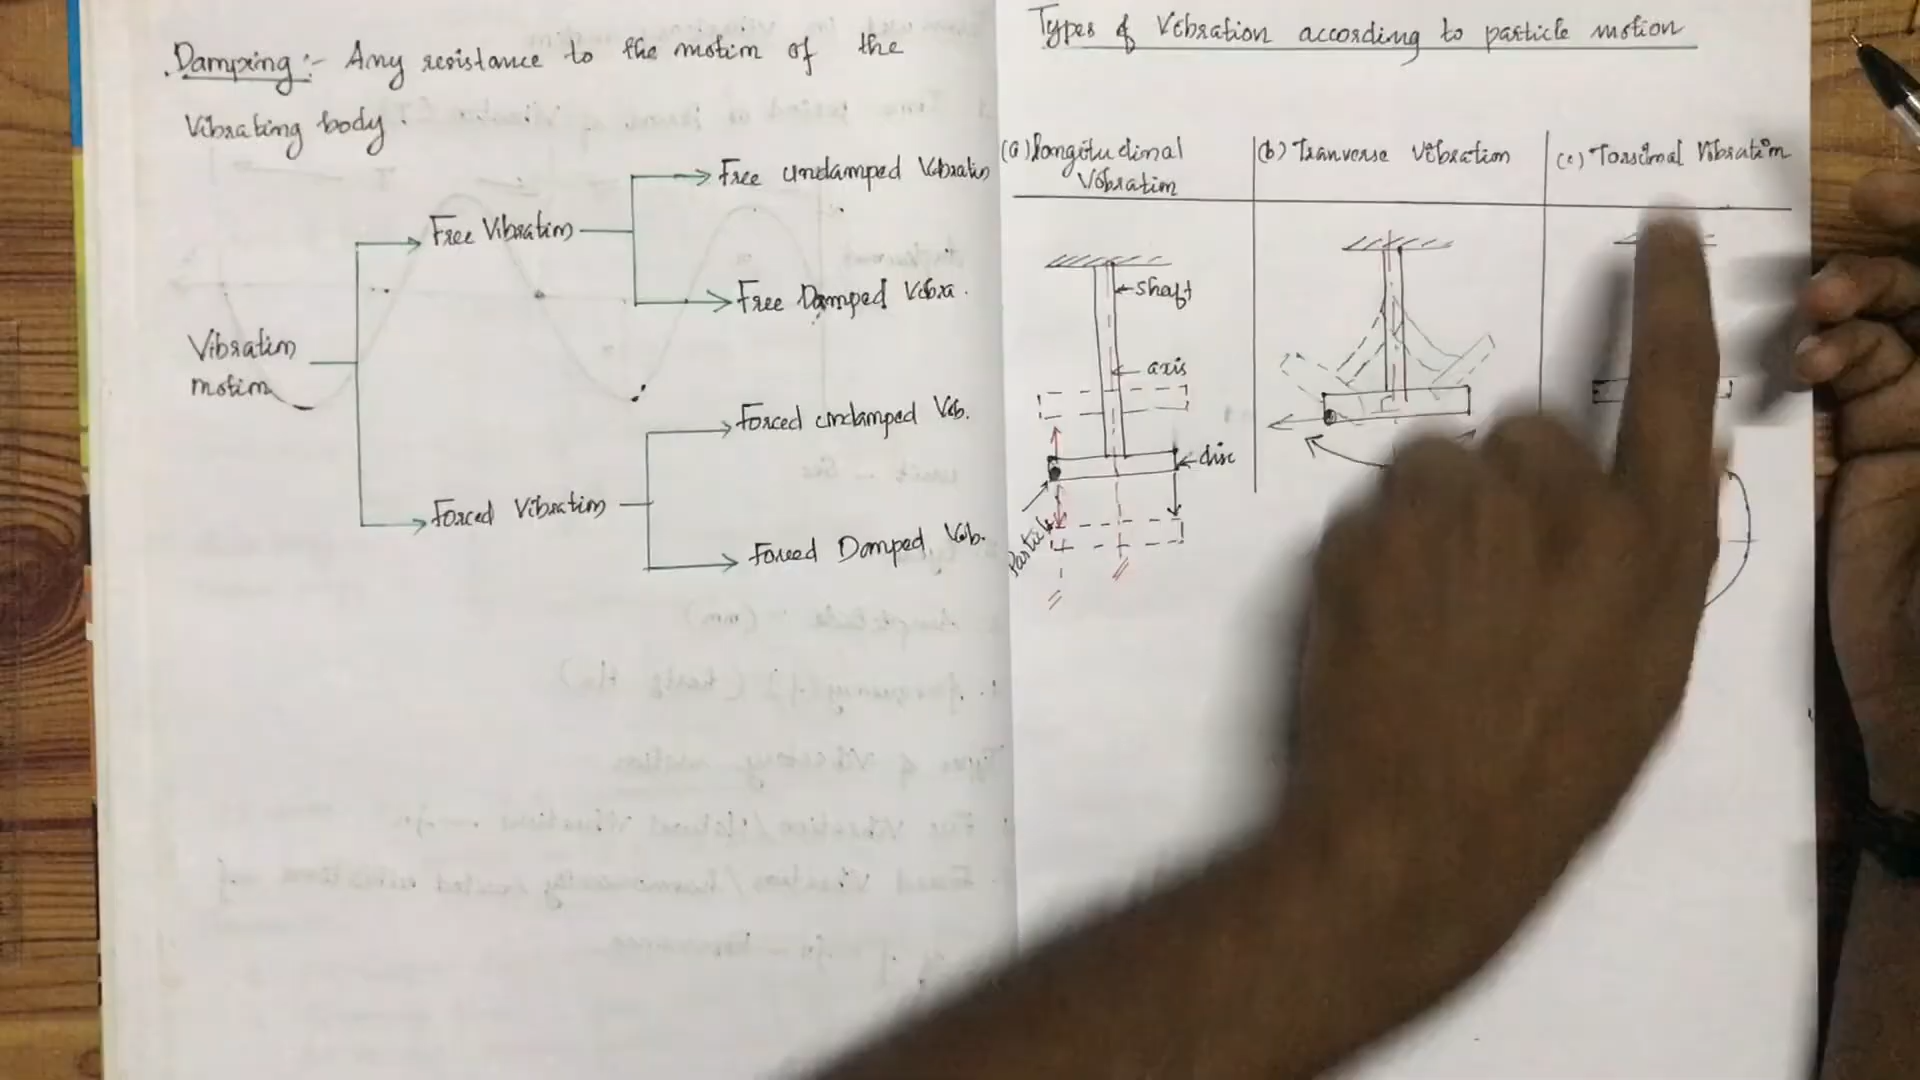 Damping :- Any resistance to the motion of the
Vibrating body.
Vibration
motion
Free Vibration
Free Undamped Vibration
Free Damped Vibra.
Forced Vibration
Forced undamped Vib.
Forced Damped Vib.
Types of Vibration according to particle motion
(a) Longitudinal
Vibration
shaft
axis
disc
Particle
(b) Tranverse Vibration
(c) Torsional Vibration